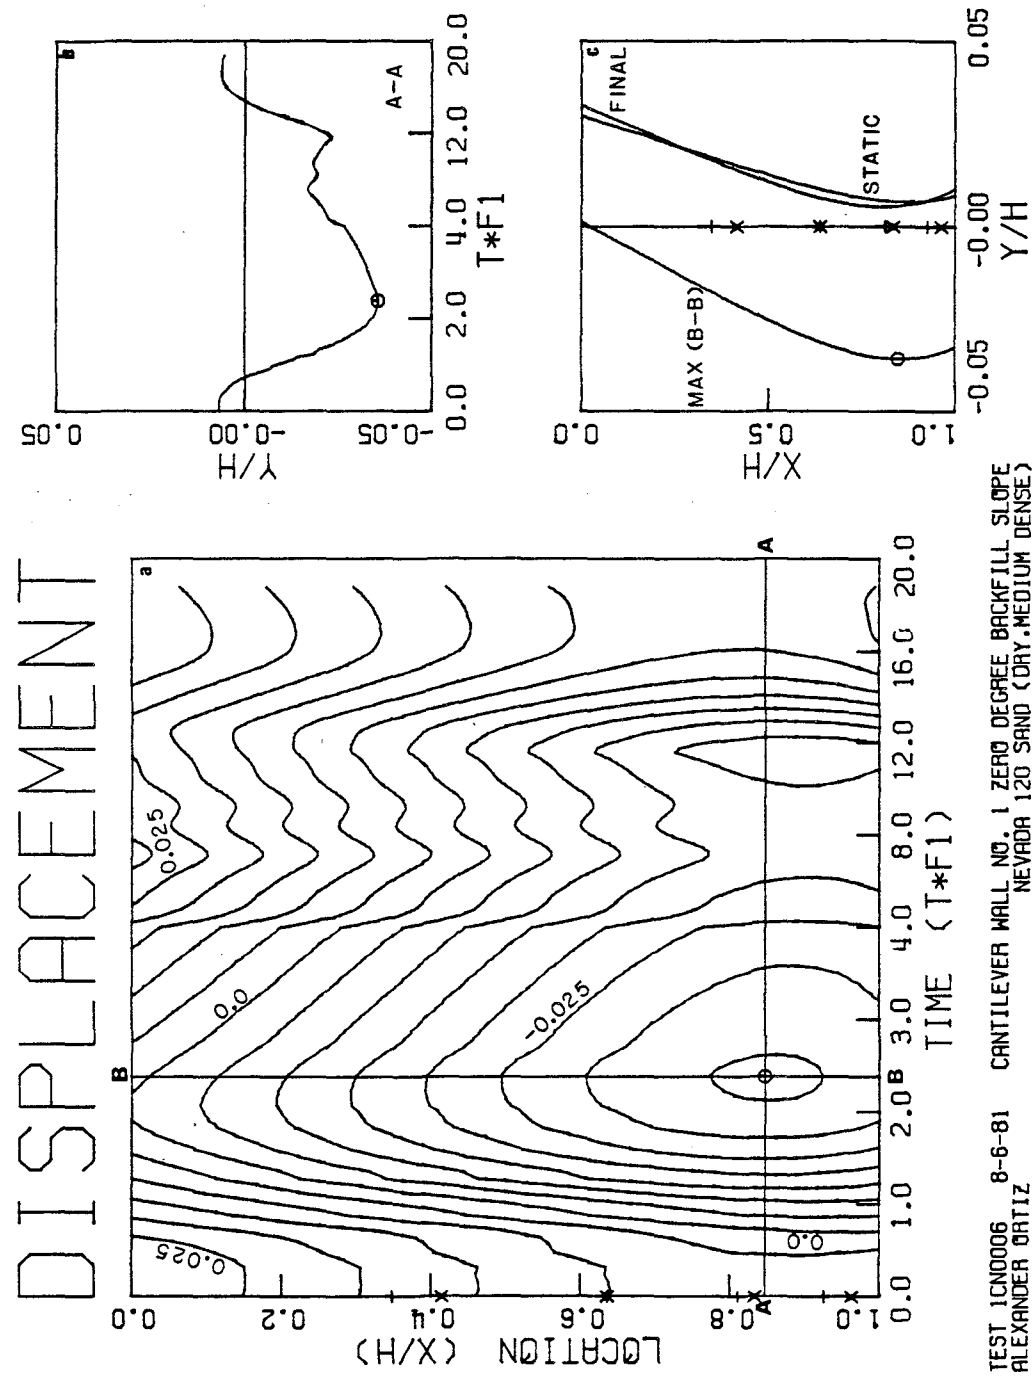 DISPLACEMENT
a
LOCATION (X/H)
0.0
0.2
0.4
0.6
0.8
1.0
0.0
1.0
2.0
3.0
4.0
8.0
12.0
16.0
20.0
TIME (T*F1)
0.025
0.0
-0.025
0.025
0.0
A
A
B
B
A-A
Y/H
0.05
-0.00
-0.05
0.0
2.0
4.0
12.0
20.0
T*F1
c
FINAL
STATIC
MAX (B-B)
X/H
0.0
0.5
1.0
-0.05
-0.00
0.05
Y/H
TEST 1CN0006 8-6-81 CANTILEVER WALL NO. 1 ZERO DEGREE BACKFILL SLOPE
ALEXANDER ORTIZ NEVADA 120 SAND (DRY,MEDIUM DENSE)